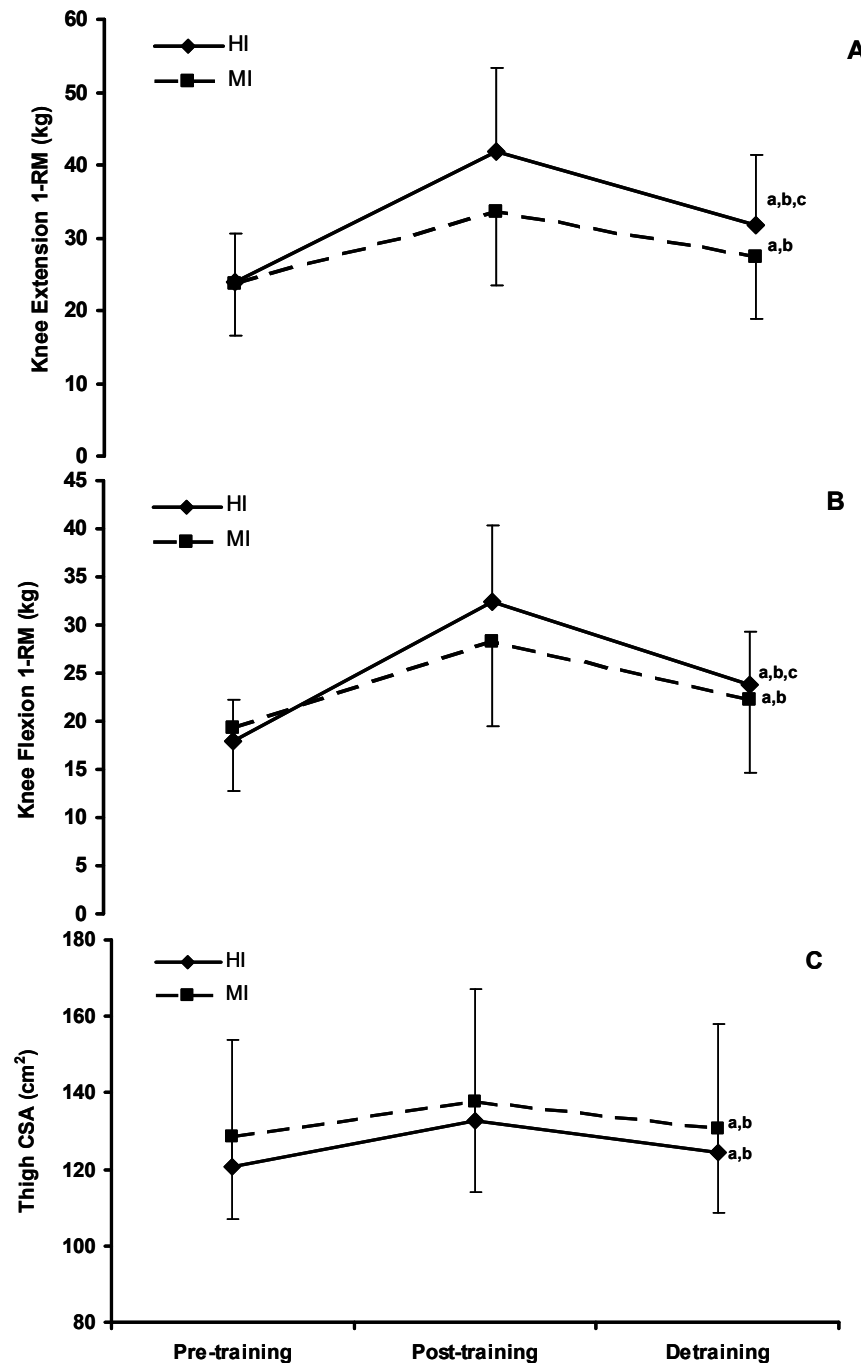 A
HI
MI
Knee Extension 1-RM (kg)
60
50
40
30
20
10
0
a,b,c
a,b
B
HI
MI
Knee Flexion 1-RM (kg)
45
40
35
30
25
20
15
10
5
0
a,b,c
a,b
C
HI
MI
Thigh CSA (cm²)
180
160
140
120
100
80
a,b
a,b
Pre-training Post-training Detraining